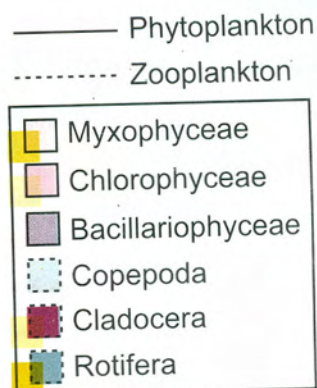 Phytoplankton
Zooplankton
Myxophyceae
Chlorophyceae
Bacillariophyceae
Copepoda
Cladocera
Rotifera